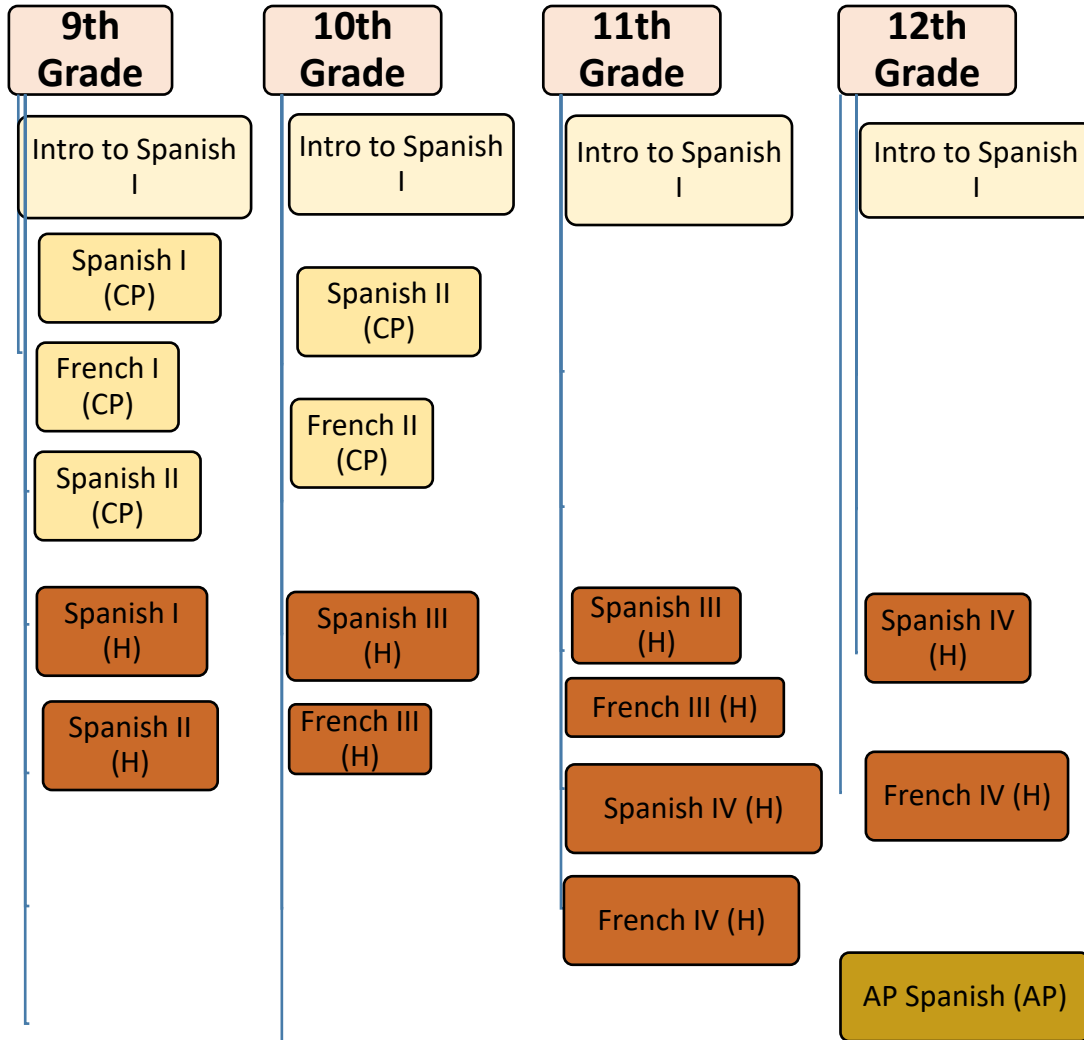 9th
Grade
Intro to Spanish
I
Spanish I
(CP)
French I
(CP)
Spanish II
(CP)
Spanish I
(H)
Spanish II
(H)
10th
Grade
Intro to Spanish
I
Spanish II
(CP)
French II
(CP)
Spanish III
(H)
French III
(H)
11th
Grade
Intro to Spanish
I
Spanish III
(H)
French III (H)
Spanish IV (H)
French IV (H)
12th
Grade
Intro to Spanish
I
Spanish IV
(H)
French IV (H)
AP Spanish (AP)